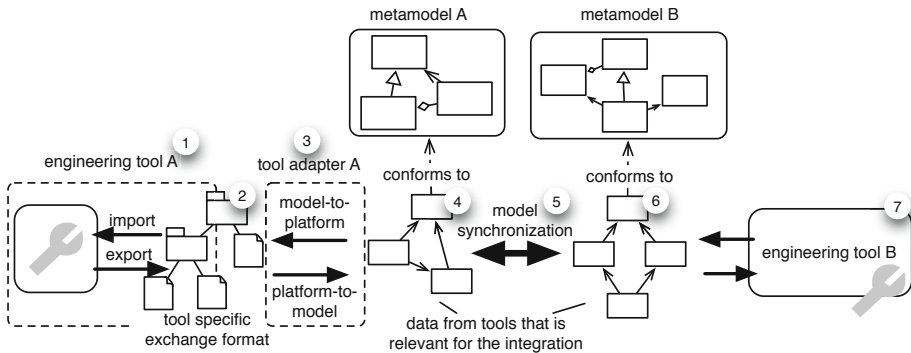 metamodel A
metamodel B
1
engineering tool A
2
3
tool adapter A
conforms to
conforms to
4
5
6
7
import
export
model-to-
platform
platform-to-
model
model
synchronization
engineering tool B
tool specific
exchange format
data from tools that is
relevant for the integration